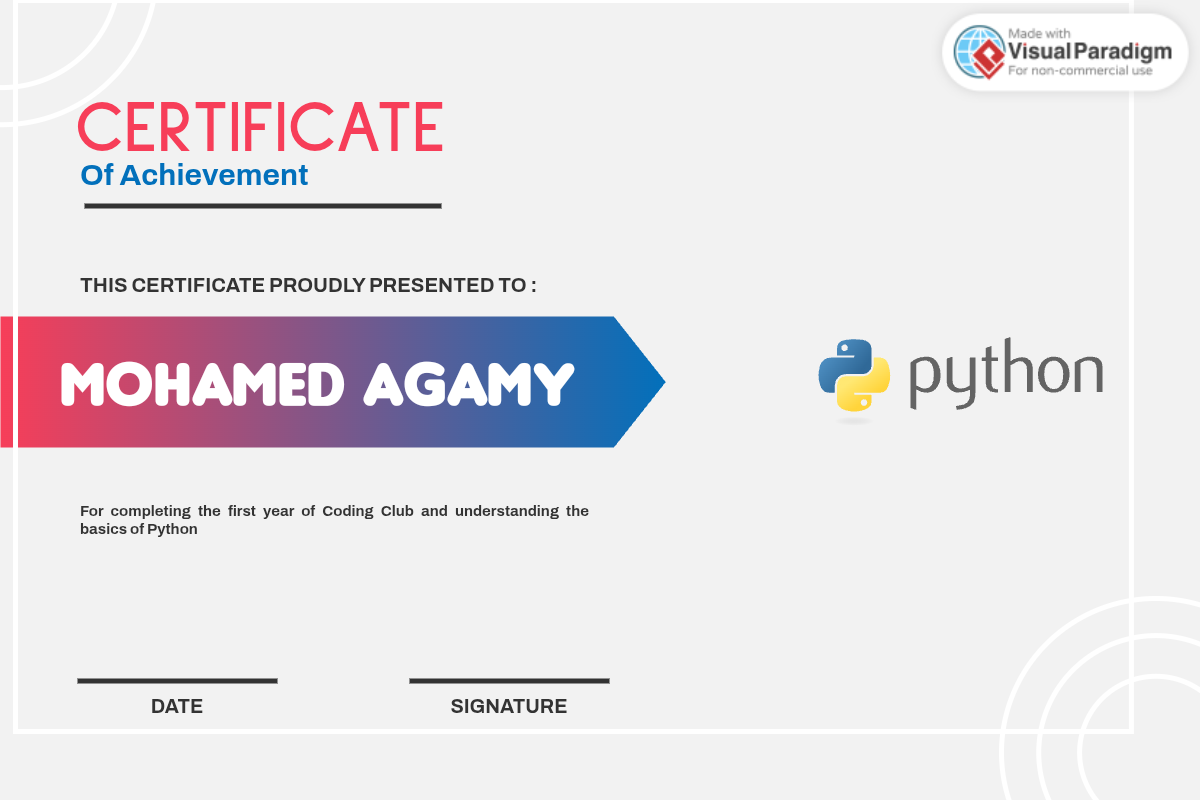 Made with
Visual Paradigm
For non-commercial use
CERTIFICATE
Of Achievement
THIS CERTIFICATE PROUDLY PRESENTED TO :
MOHAMED AGAMY
python
For completing the first year of Coding Club and understanding the
basics of Python
DATE
SIGNATURE